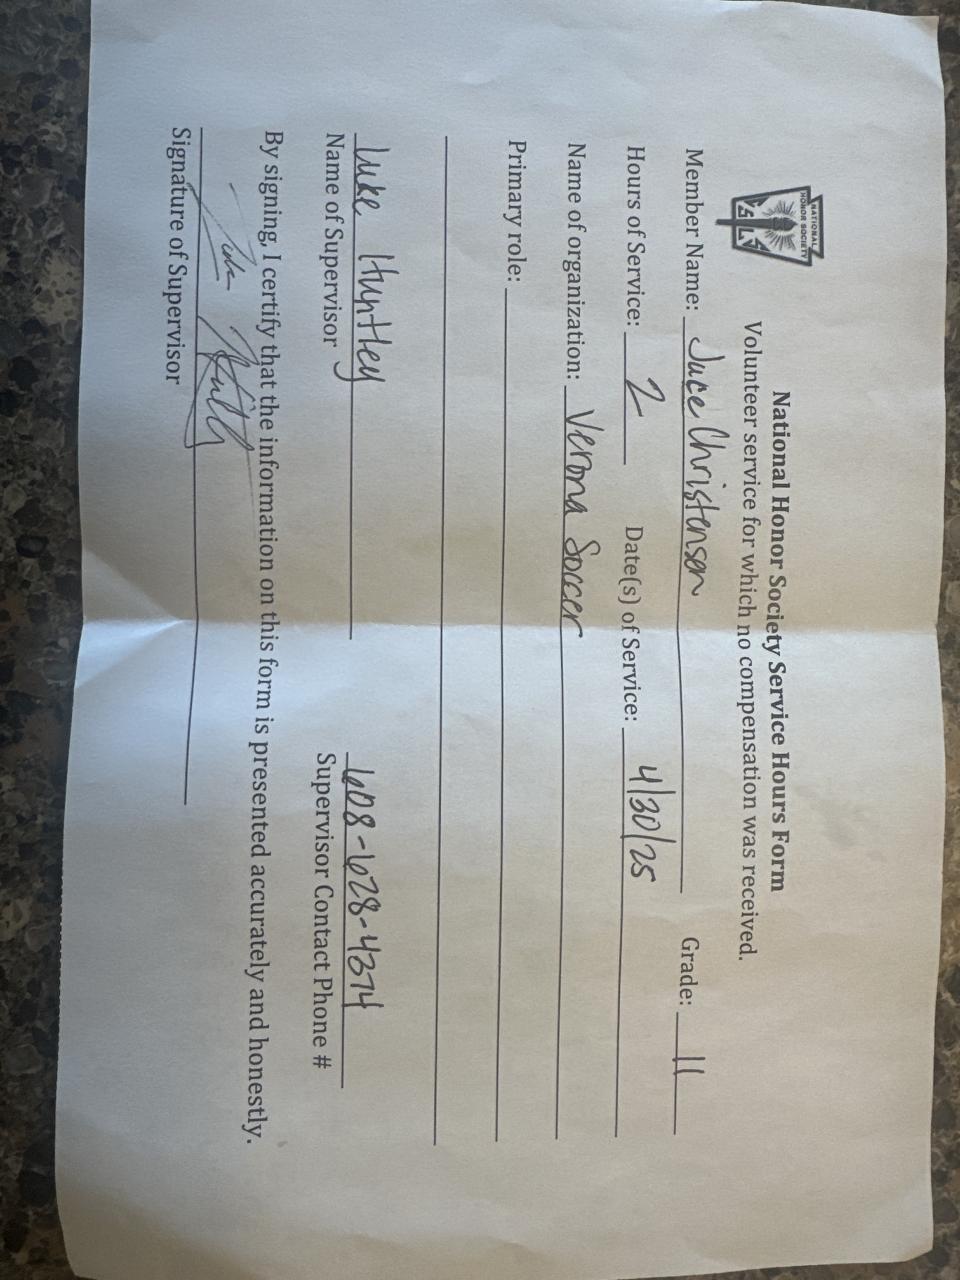 NATIONAL
HONOR SOCIETY
National Honor Society Service Hours Form
Volunteer service for which no compensation was received.
Member Name: Juce Christensen Grade: 11
Hours of Service: 2 Date(s) of Service: 4/30/25
Name of organization: Verona Soccer
Primary role:
Luke Huntley 608-628-4374
Name of Supervisor Supervisor Contact Phone #
By signing, I certify that the information on this form is presented accurately and honestly.
Signature of Supervisor